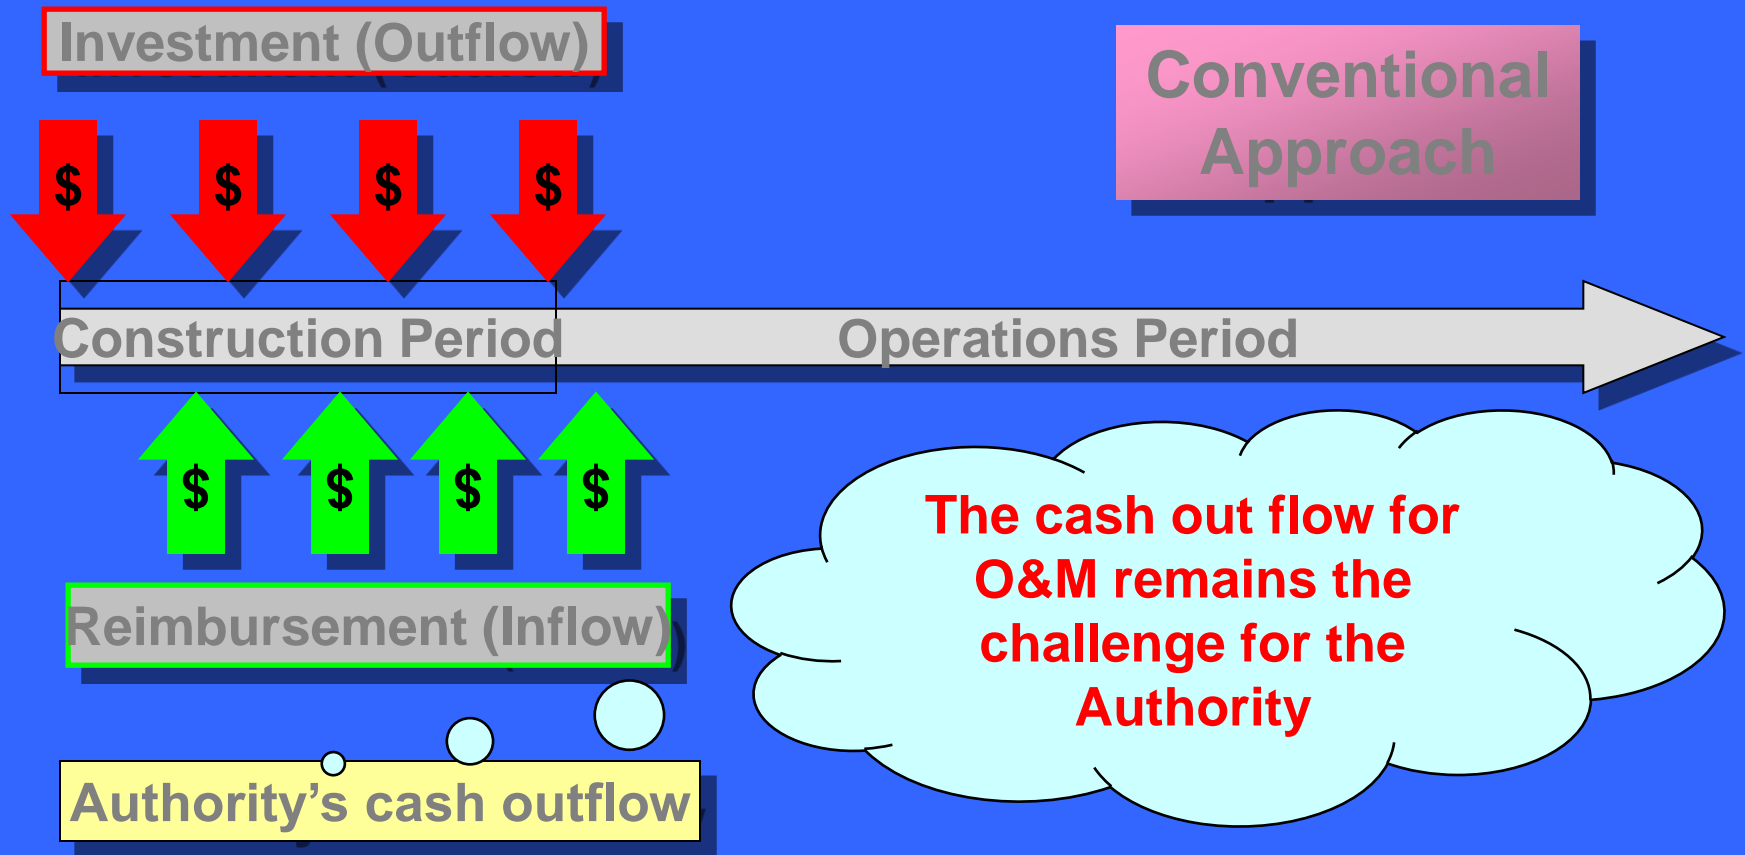 Investment (Outflow)
Conventional
Approach
$ $ $ $
Construction Period
Operations Period
$ $ $ $
The cash out flow for
O&M remains the
challenge for the
Authority
Reimbursement (Inflow)
Authority’s cash outflow